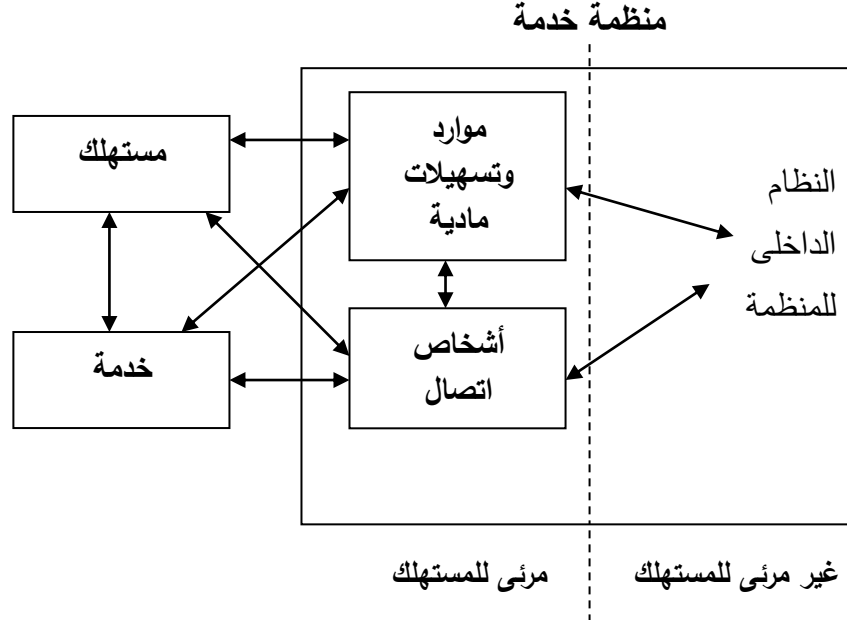 منظمة خدمة
موارد
وتسهيلات
مادية
مستهلك
النظام
الداخلى
للمنظمة
أشخاص
اتصال
خدمة
غير مرئى للمستهلك
مرئى للمستهلك